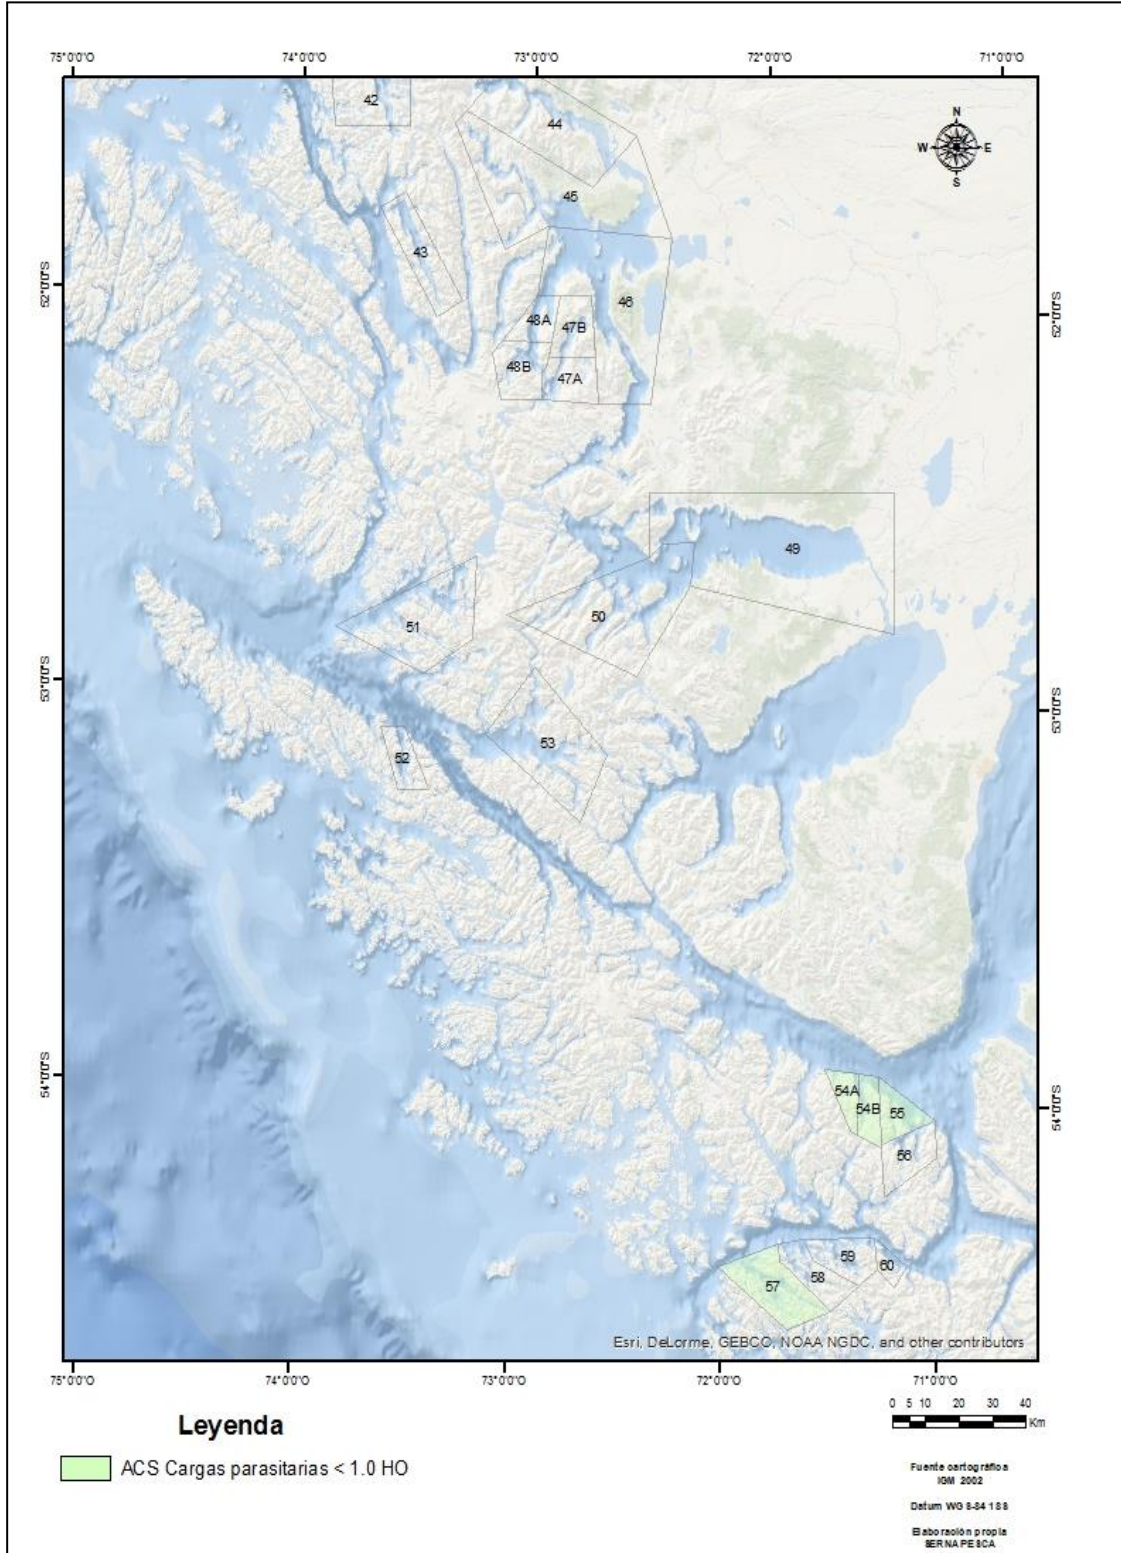 75°0'0"O 74°0'0"O 73°0'0"O 72°0'0"O 71°0'0"O
N
W E
S
42
44
45
43
52°0'0"S
46
52°0'0"S
48A
47B
48B
47A
49
50
51
53°0'0"S
53°0'0"S
53
52
54°0'0"S
54A
54B 55
54°0'0"S
56
59
60
58
57
Esri, DeLorme, GEBCO, NOAA NGDC, and other contributors
75°0'0"O 74°0'0"O 73°0'0"O 72°0'0"O 71°0'0"O
0 5 10 20 30 40
Km
Leyenda
ACS Cargas parasitarias < 1.0 HO
Fuente cartográfica
IGM 2002
Datum WGS-84 18S
Elaboración propia
SERNAPESCA